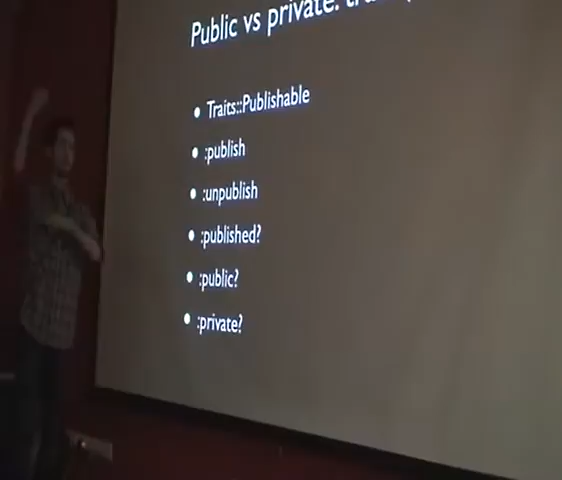 Public vs private:
Traits::Publishable
:publish
:unpublish
:published?
:public?
:private?